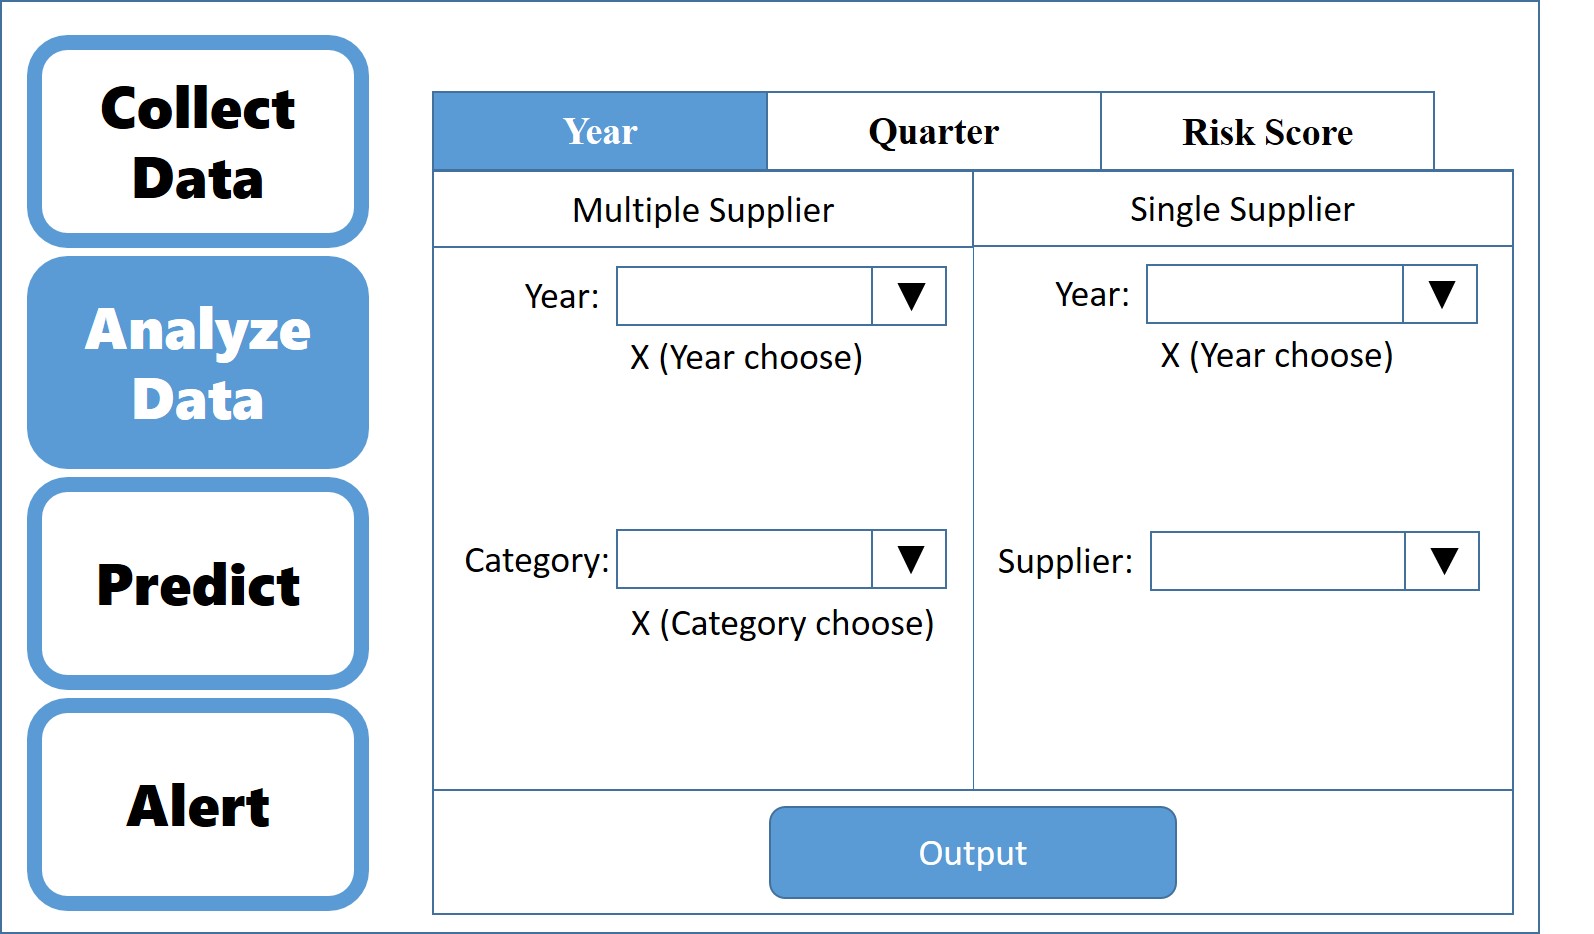 Collect
Data
Analyze
Data
Predict
Alert
Year
Quarter
Risk Score
Multiple Supplier
Single Supplier
Year:
X (Year choose)
Category:
X (Category choose)
Year:
X (Year choose)
Supplier:
Output